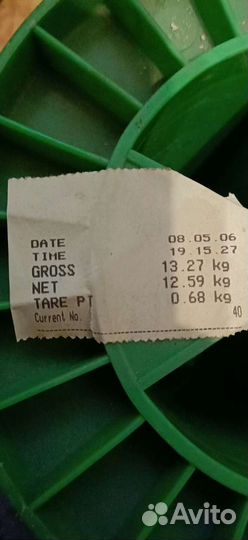 DATE 08.05.06
TIME 19.15.27
GROSS 13.27 kg
NET 12.59 kg
TARE PT 0.68 kg
Current No. 40
Avito